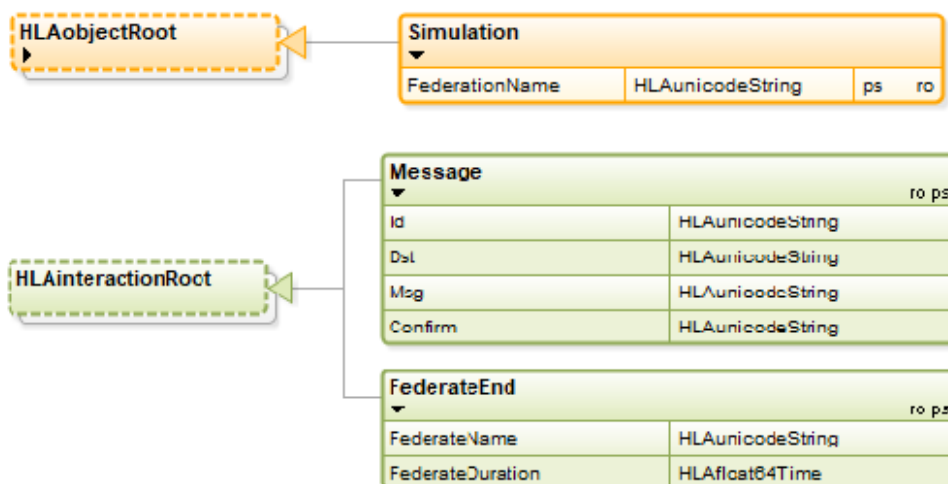 HLAobjectRoot
Simulation
FederationName HLAunicodeString ps ro
Message
ro ps
Id HLAunicodeString
Dst HLAunicodeString
Msg HLAunicodeString
Confirm HLAunicodeString
HLAinteractionRoot
FederateEnd
ro ps
FederateName HLAunicodeString
FederateDuration HLAfloat64Time